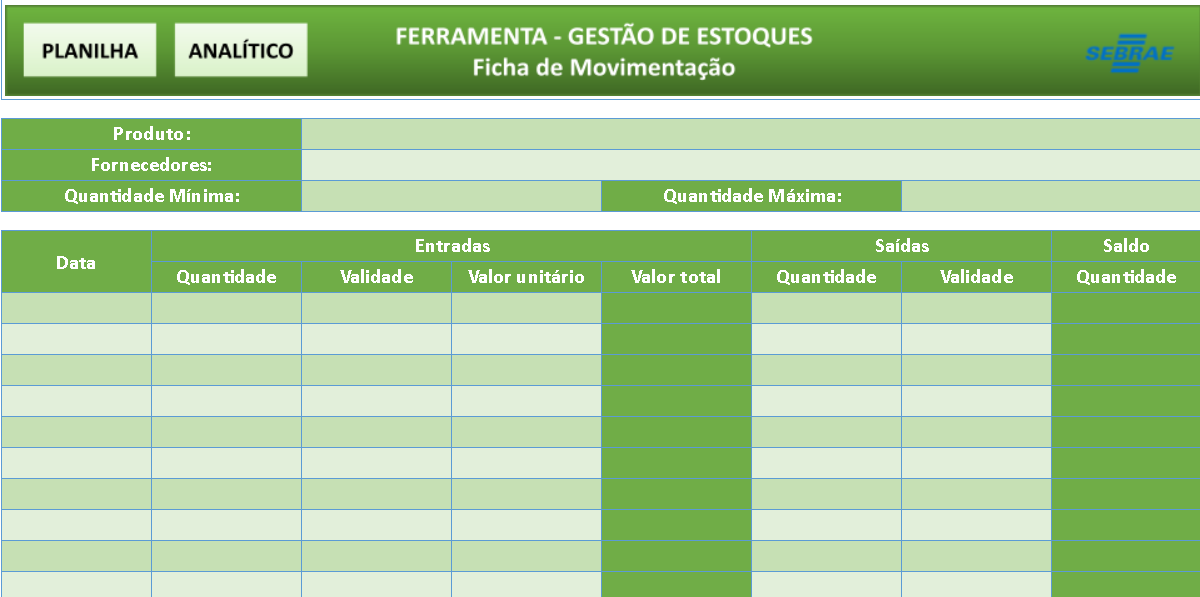 PLANILHA
ANALÍTICO
FERRAMENTA - GESTÃO DE ESTOQUES
Ficha de Movimentação
SEBRAE
Produto:
Fornecedores:
Quantidade Mínima: Quantidade Máxima:
Data Entradas Saídas Saldo
Quantidade Validade Valor unitário Valor total Quantidade Validade Quantidade